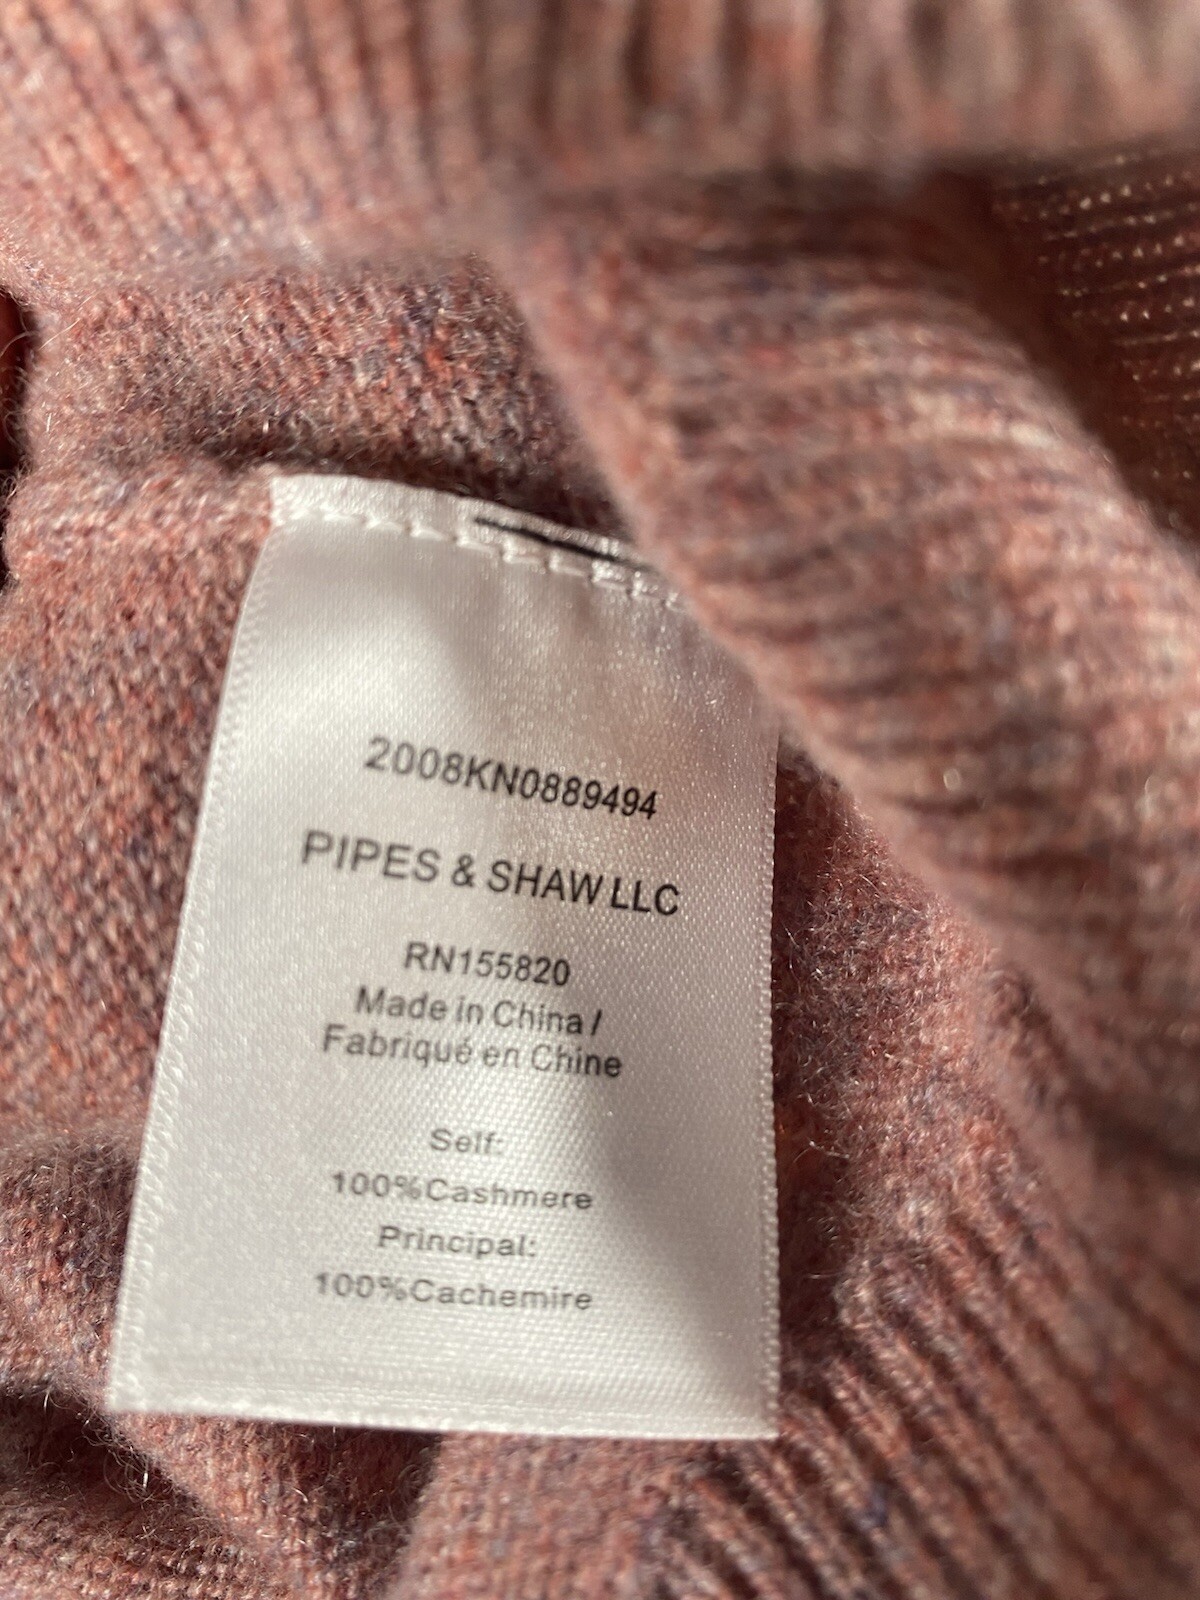 2008KN0889494
PIPES & SHAW LLC
RN155820
Made in China /
Fabriqué en Chine
Self:
100%Cashmere
Principal:
100%Cachemire